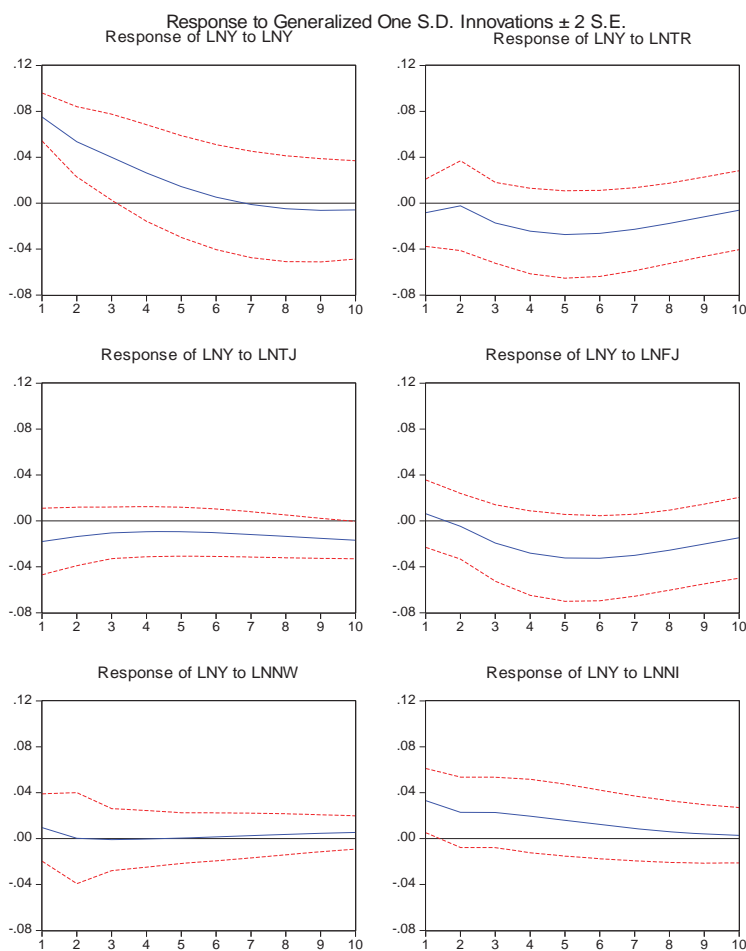 Response to Generalized One S.D. Innovations ± 2 S.E.
Response of LNY to LNY
.12
.08
.04
.00
-.04
-.08
1 2 3 4 5 6 7 8 9 10
Response of LNY to LNTR
.12
.08
.04
.00
-.04
-.08
1 2 3 4 5 6 7 8 9 10
Response of LNY to LNTJ
.12
.08
.04
.00
-.04
-.08
1 2 3 4 5 6 7 8 9 10
Response of LNY to LNFJ
.12
.08
.04
.00
-.04
-.08
1 2 3 4 5 6 7 8 9 10
Response of LNY to LNNW
.12
.08
.04
.00
-.04
-.08
1 2 3 4 5 6 7 8 9 10
Response of LNY to LNNI
.12
.08
.04
.00
-.04
-.08
1 2 3 4 5 6 7 8 9 10